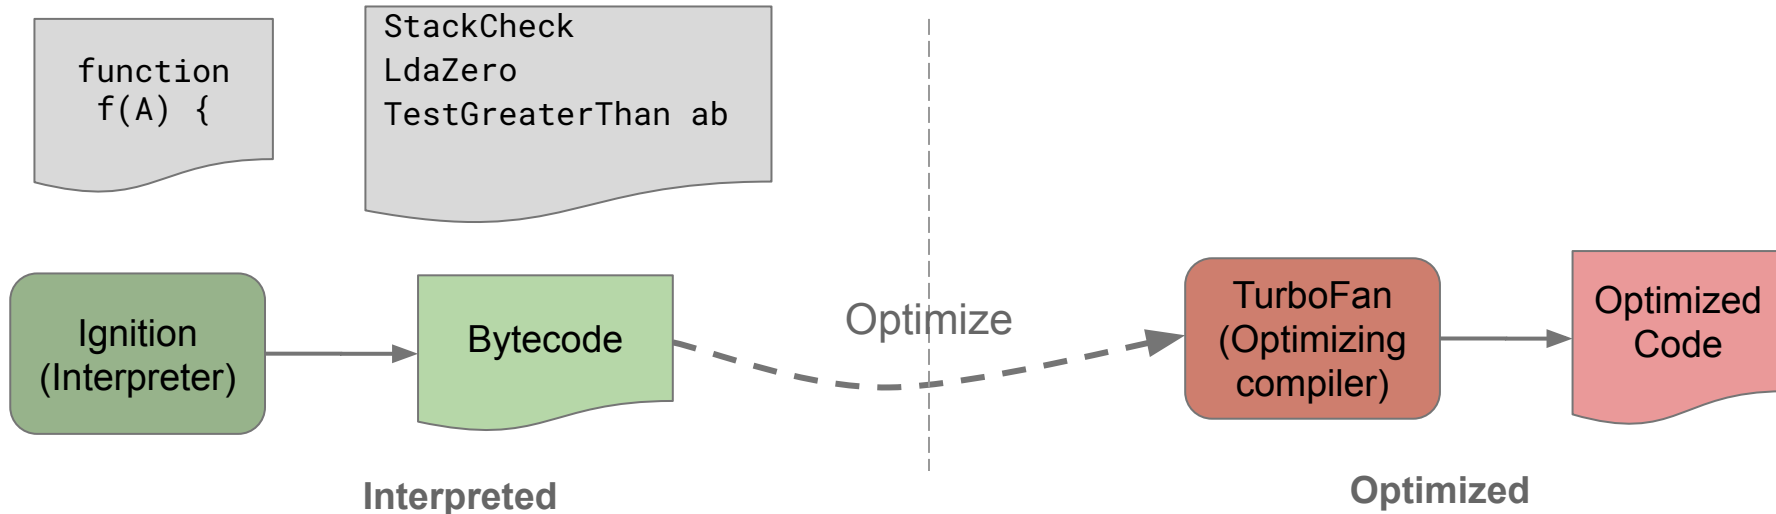 function
f(A) {
StackCheck
LdaZero
TestGreaterThan ab
Ignition
(Interpreter)
Bytecode
Optimize
TurboFan
(Optimizing
compiler)
Optimized
Code
Interpreted
Optimized